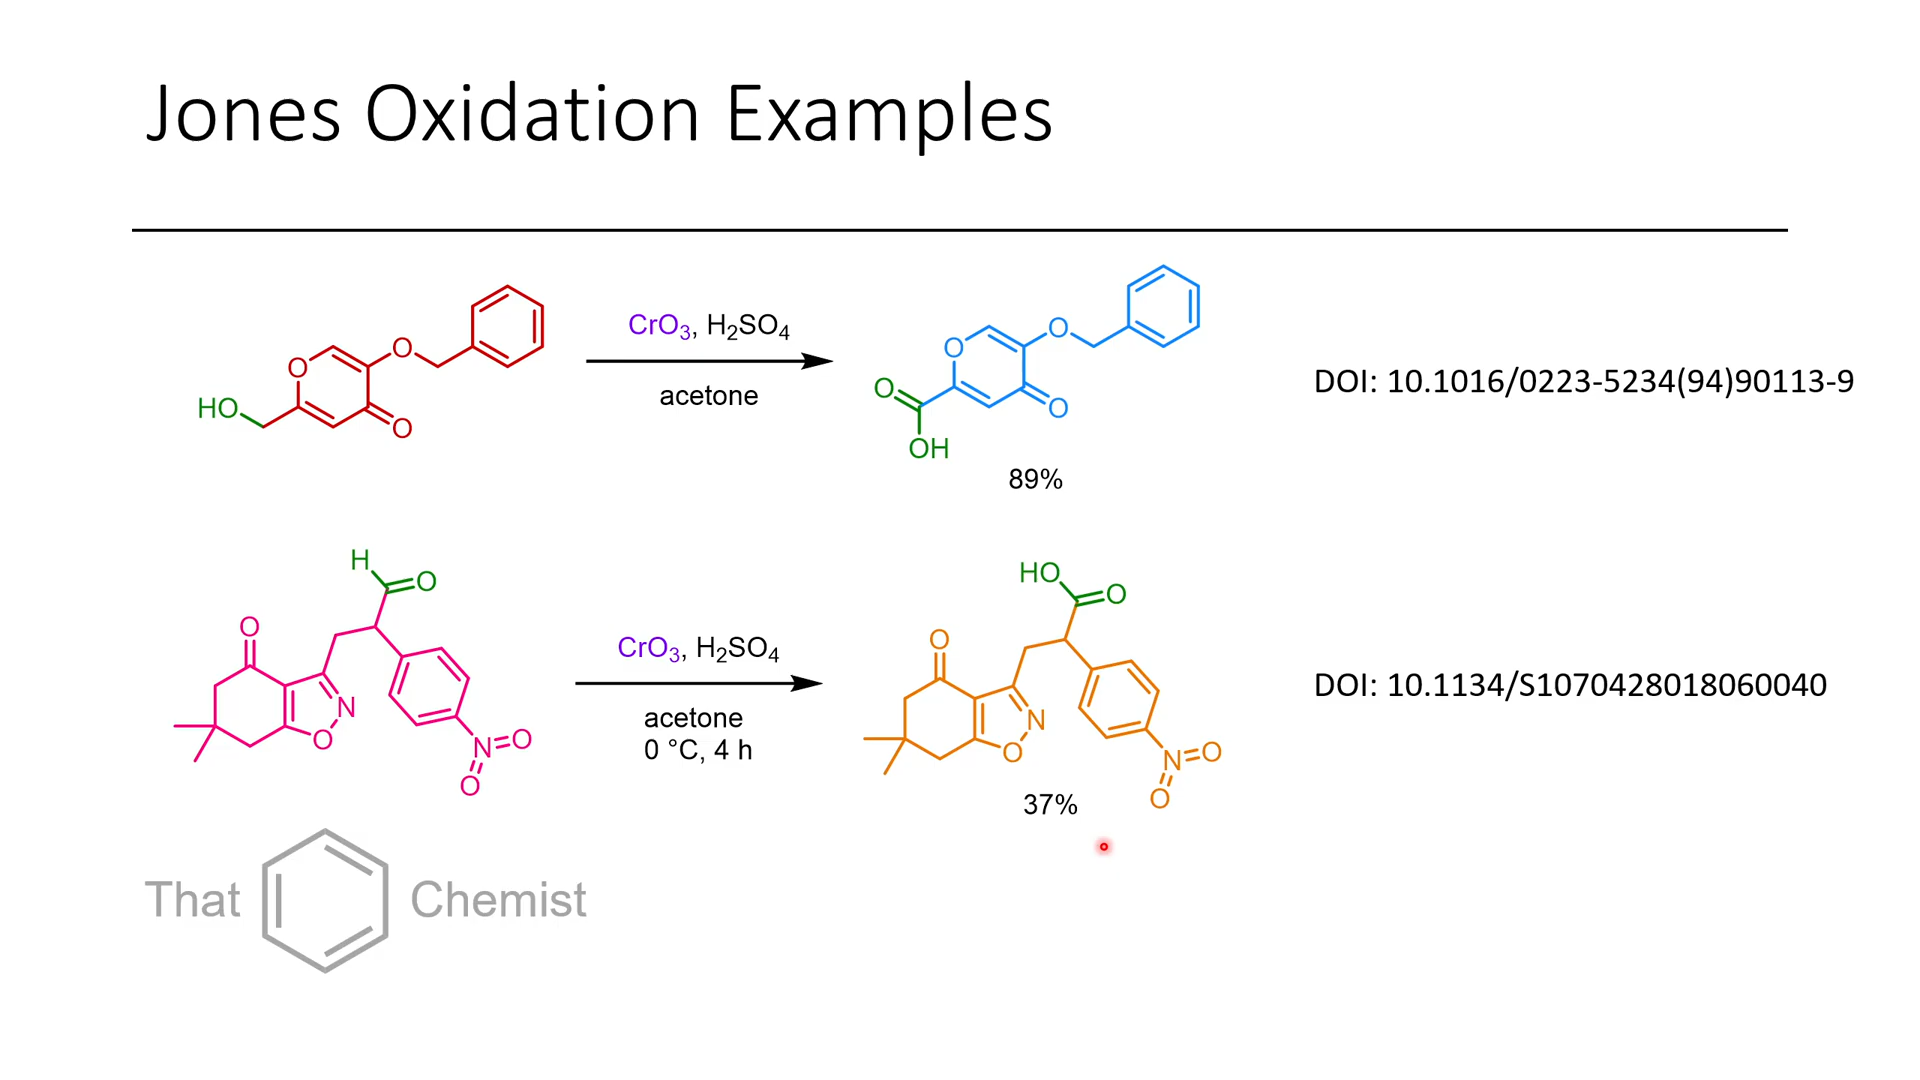 Jones Oxidation Examples
O
O
HO
O
CrO₃, H₂SO₄
acetone
O
O
O
O
OH
89%
DOI: 10.1016/0223-5234(94)90113-9
H
O
O
N
O
N
O
O
CrO₃, H₂SO₄
acetone
0 °C, 4 h
HO
O
O
N
O
N
O
O
37%
DOI: 10.1134/S1070428018060040
That Chemist